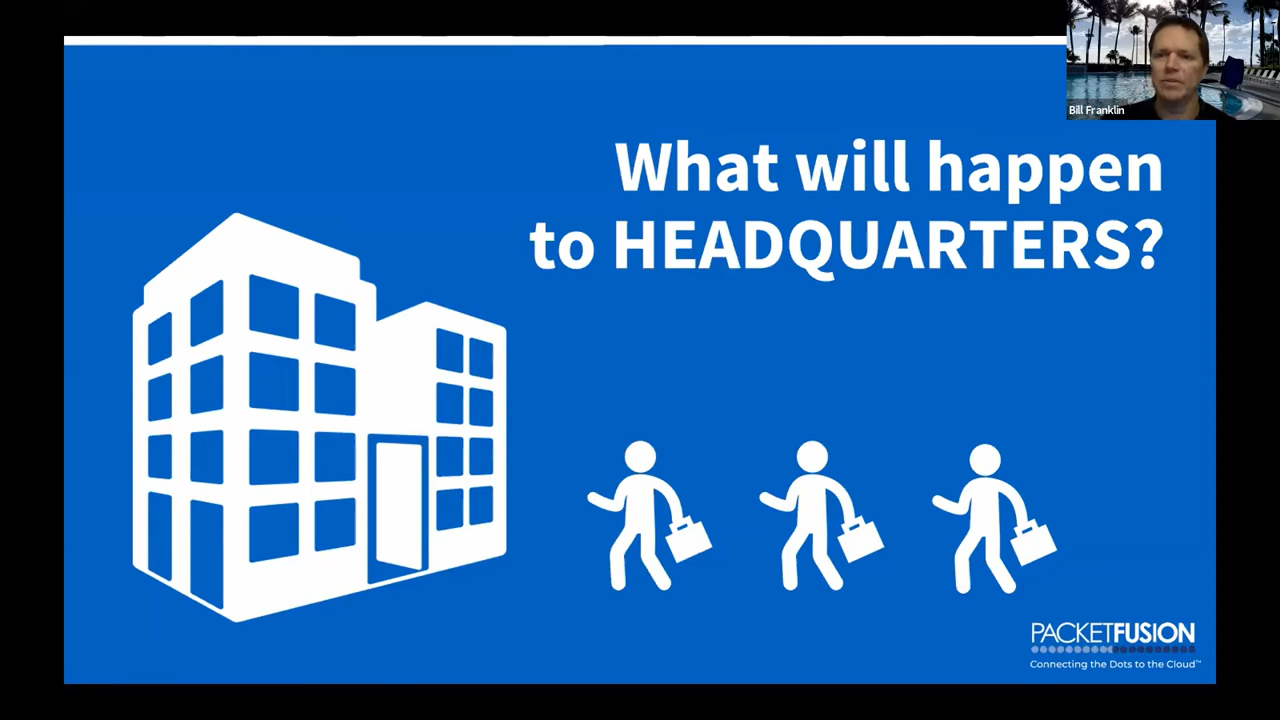 Bill Franklin
What will happen
to HEADQUARTERS?
PACKETFUSION
Connecting the Dots to the Cloud™